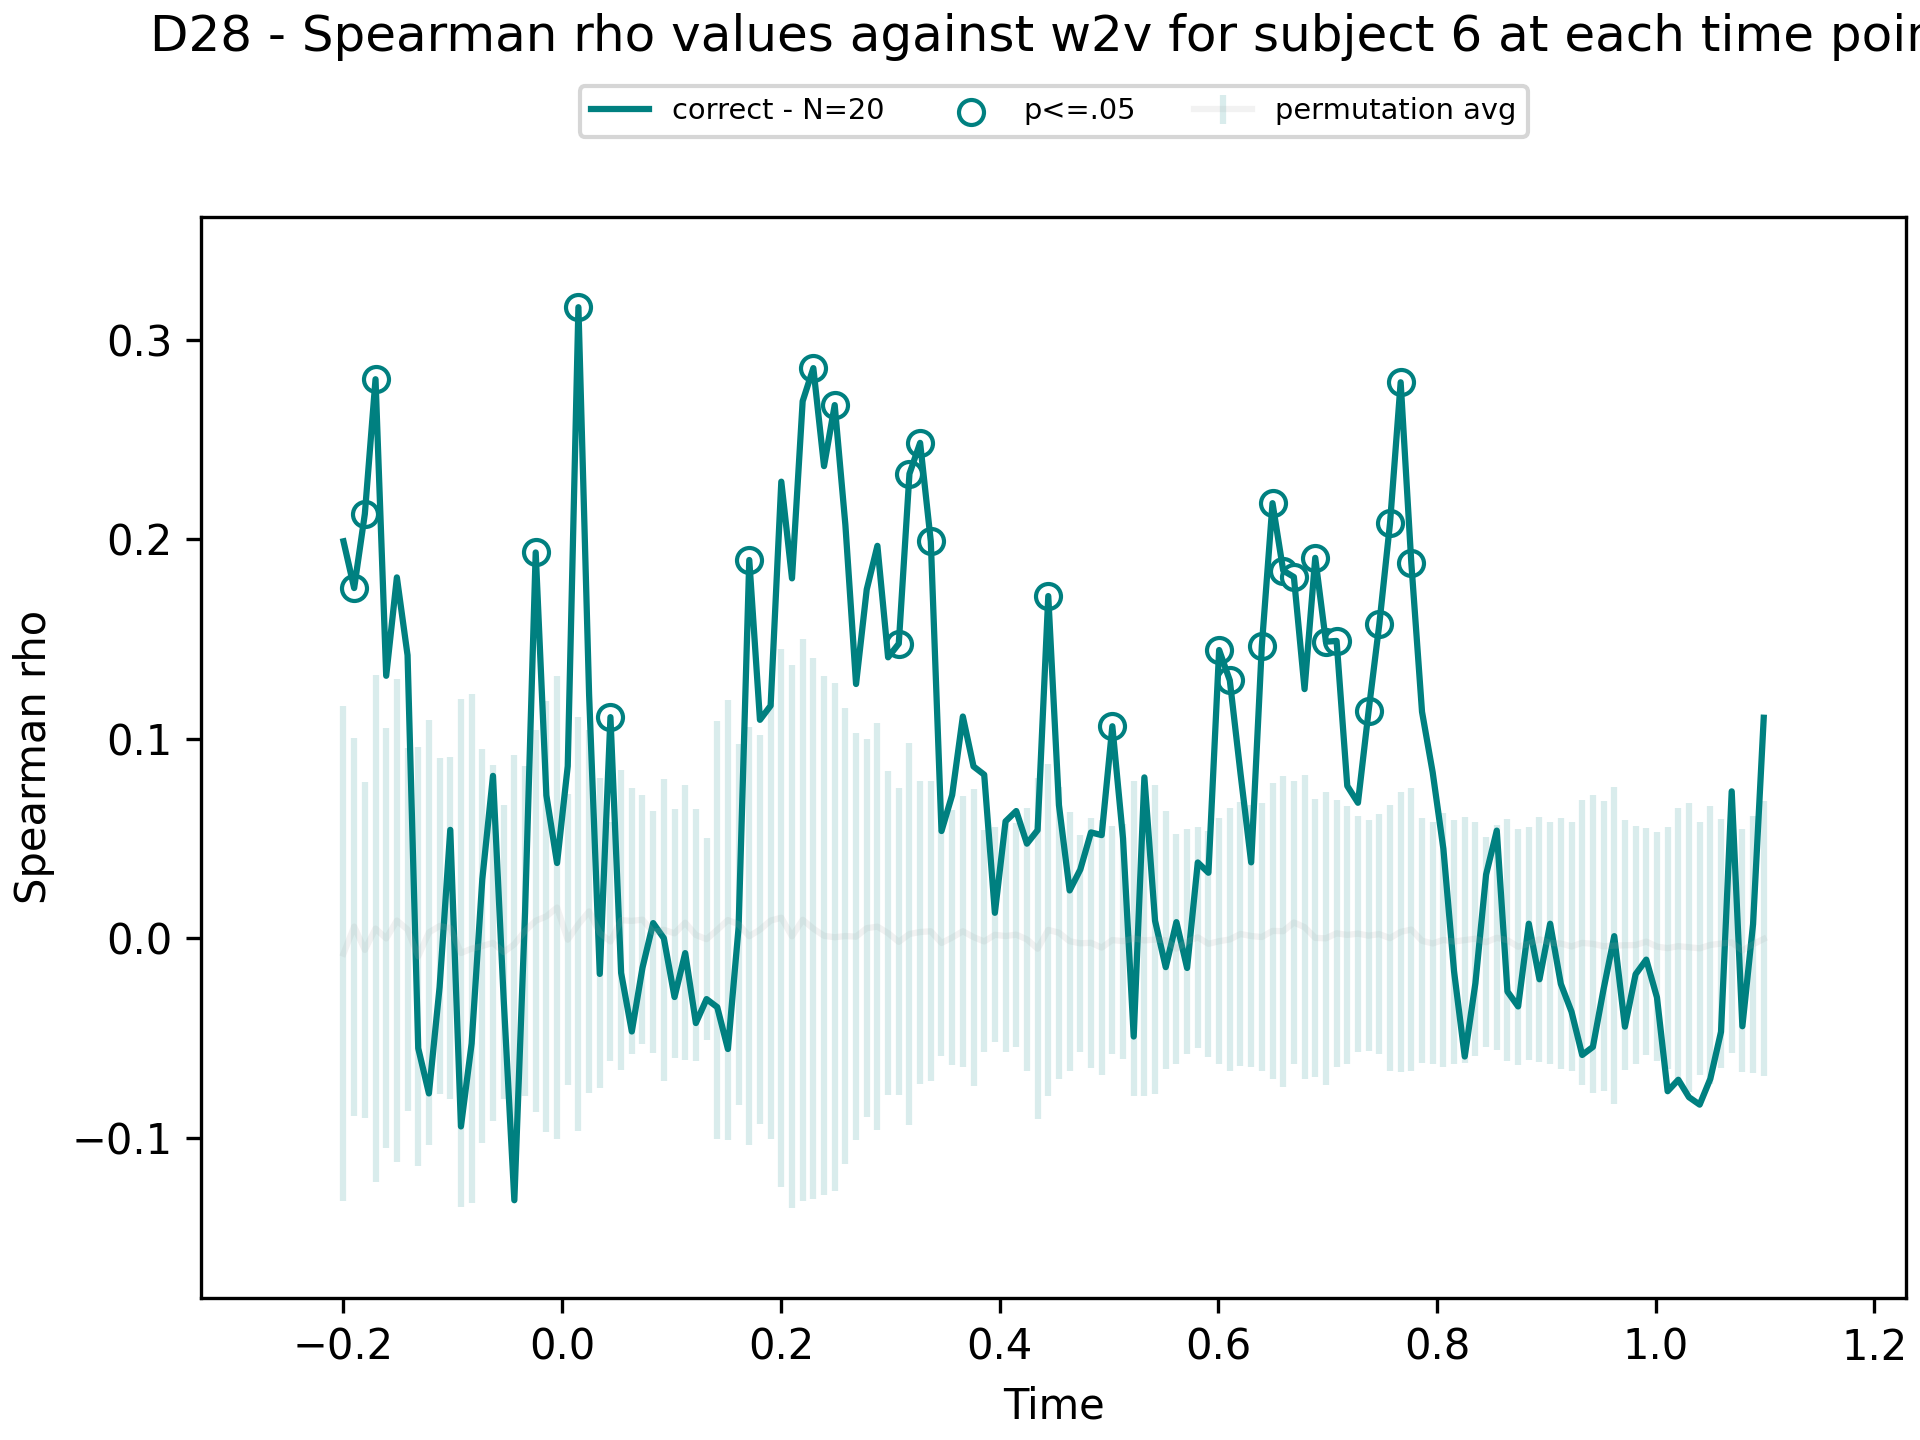 D28 - Spearman rho values against w2v for subject 6 at each time
correct - N=20 p<=.05 permutation avg
Spearman rho
0.3
0.2
0.1
0.0
−0.1
−0.2 0.0 0.2 0.4 0.6 0.8 1.0 1.2
Time